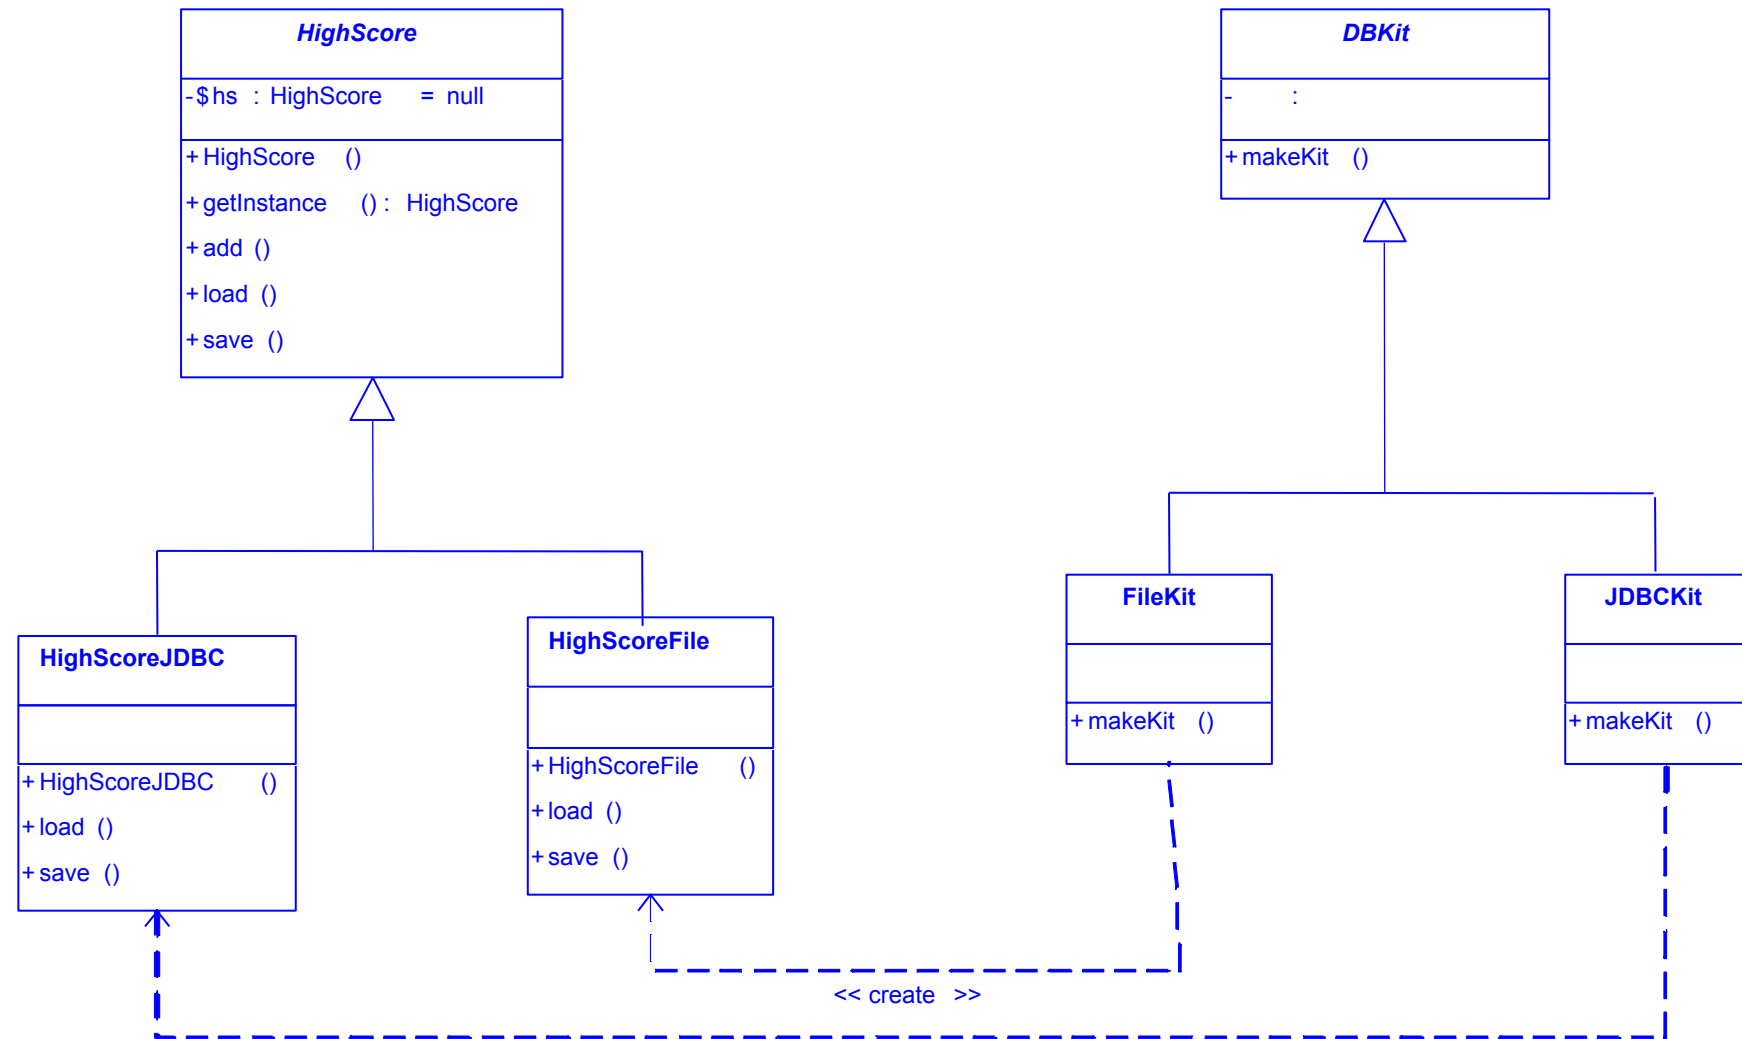 HighScore
-$hs : HighScore = null
+HighScore ()
+getInstance () : HighScore
+add ()
+load ()
+save ()
DBKit
- :
+makeKit ()
HighScoreJDBC
+HighScoreJDBC ()
+load ()
+save ()
HighScoreFile
+HighScoreFile ()
+load ()
+save ()
FileKit
+makeKit ()
JDBCKit
+makeKit ()
<< create >>